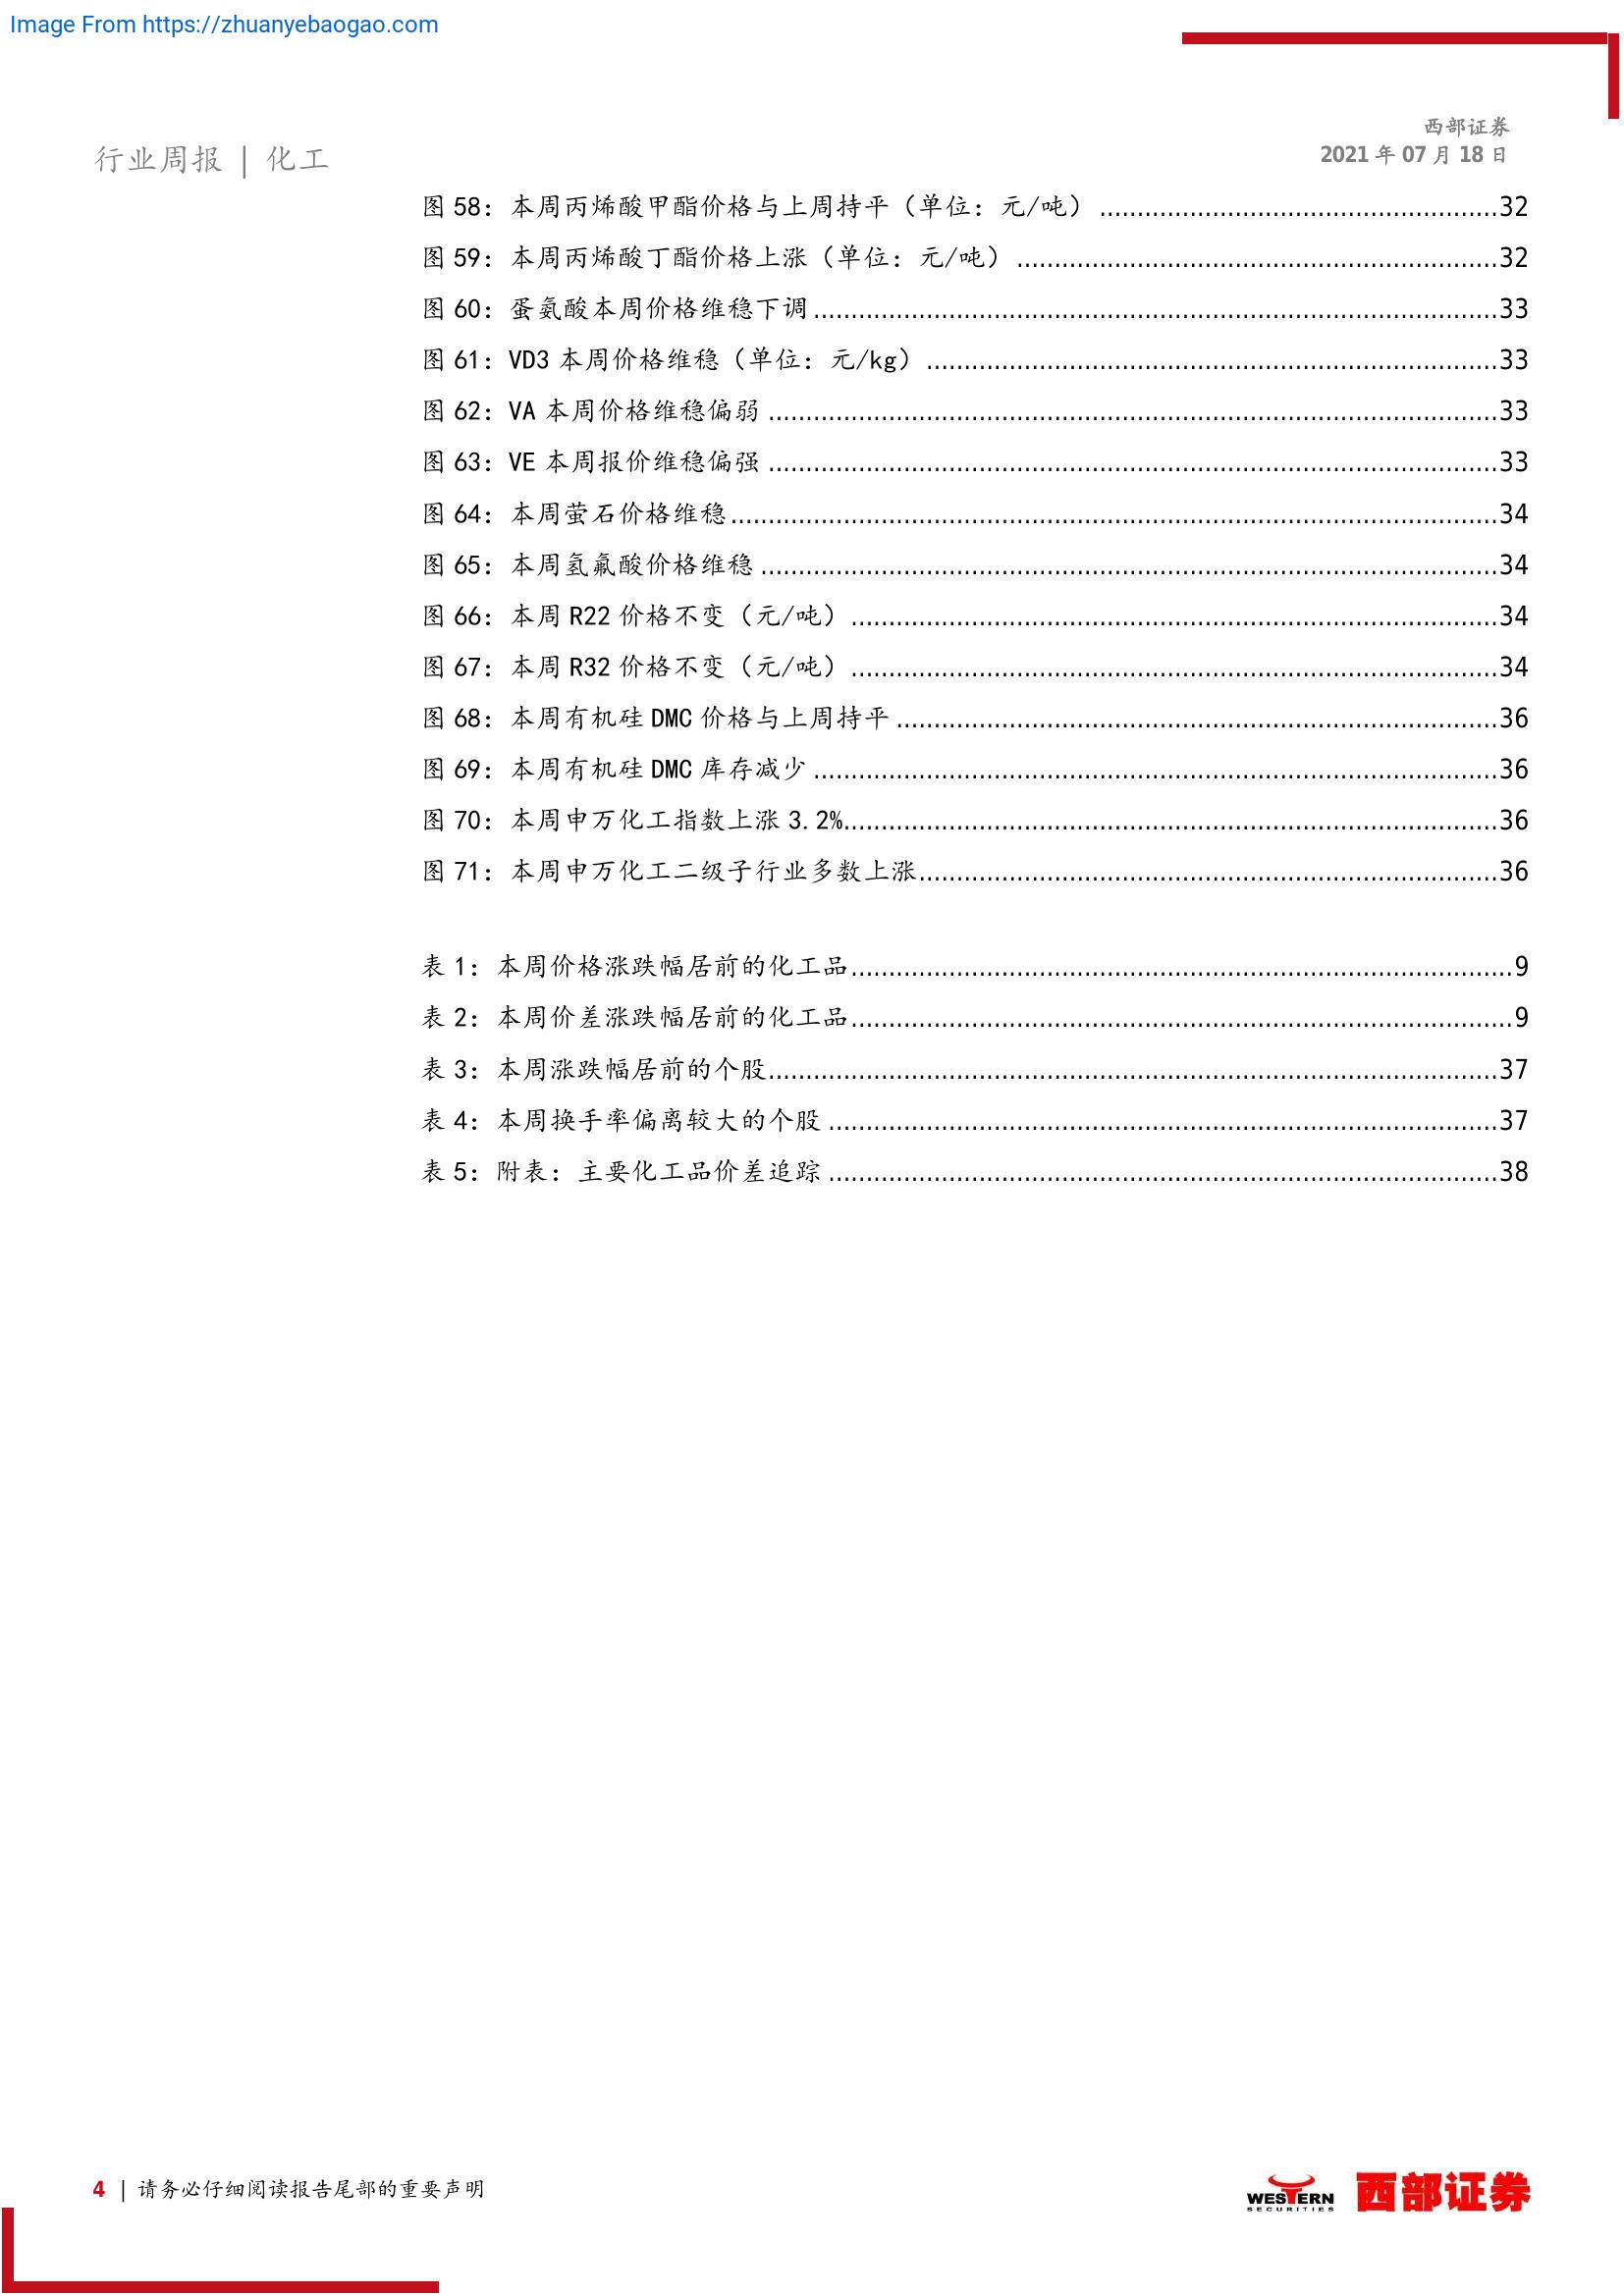 Image From https://zhuanyebaogao.com
西部证券
行业周报 | 化工
2021 年 07 月 18 日
图 58：本周丙烯酸甲酯价格与上周持平（单位：元/吨）..........32
图 59：本周丙烯酸丁酯价格上涨（单位：元/吨）..........32
图 60：蛋氨酸本周价格维稳下调..........33
图 61：VD3 本周价格维稳（单位：元/kg）..........33
图 62：VA 本周价格维稳偏弱..........33
图 63：VE 本周报价维稳偏强..........33
图 64：本周萤石价格维稳..........34
图 65：本周氢氟酸价格维稳..........34
图 66：本周 R22 价格不变（元/吨）..........34
图 67：本周 R32 价格不变（元/吨）..........34
图 68：本周有机硅 DMC 价格与上周持平..........36
图 69：本周有机硅 DMC 库存减少..........36
图 70：本周申万化工指数上涨 3.2%..........36
图 71：本周申万化工二级子行业多数上涨..........36
表 1：本周价格涨跌幅居前的化工品..........9
表 2：本周价差涨跌幅居前的化工品..........9
表 3：本周涨跌幅居前的个股..........37
表 4：本周换手率偏离较大的个股..........37
表 5：附表：主要化工品价差追踪..........38
4 | 请务必仔细阅读报告尾部的重要声明
WESTERN
SECURITIES
西部证券